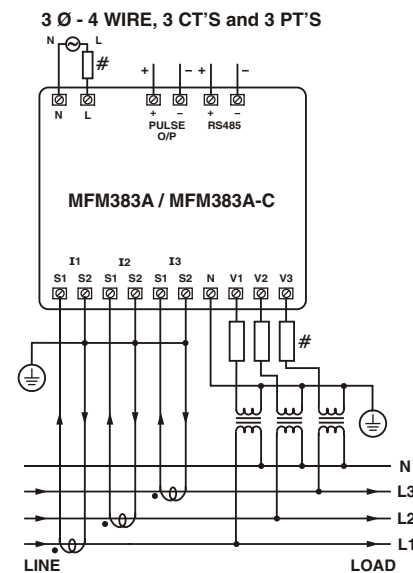 3 Ø - 4 WIRE, 3 CT'S and 3 PT'S
N L
#
+ - + -
N L + - + -
PULSE O/P RS485
MFM383A / MFM383A-C
I1 I2 I3
S1 S2 S1 S2 S1 S2 N V1 V2 V3
#
N
L3
L2
L1
LINE LOAD